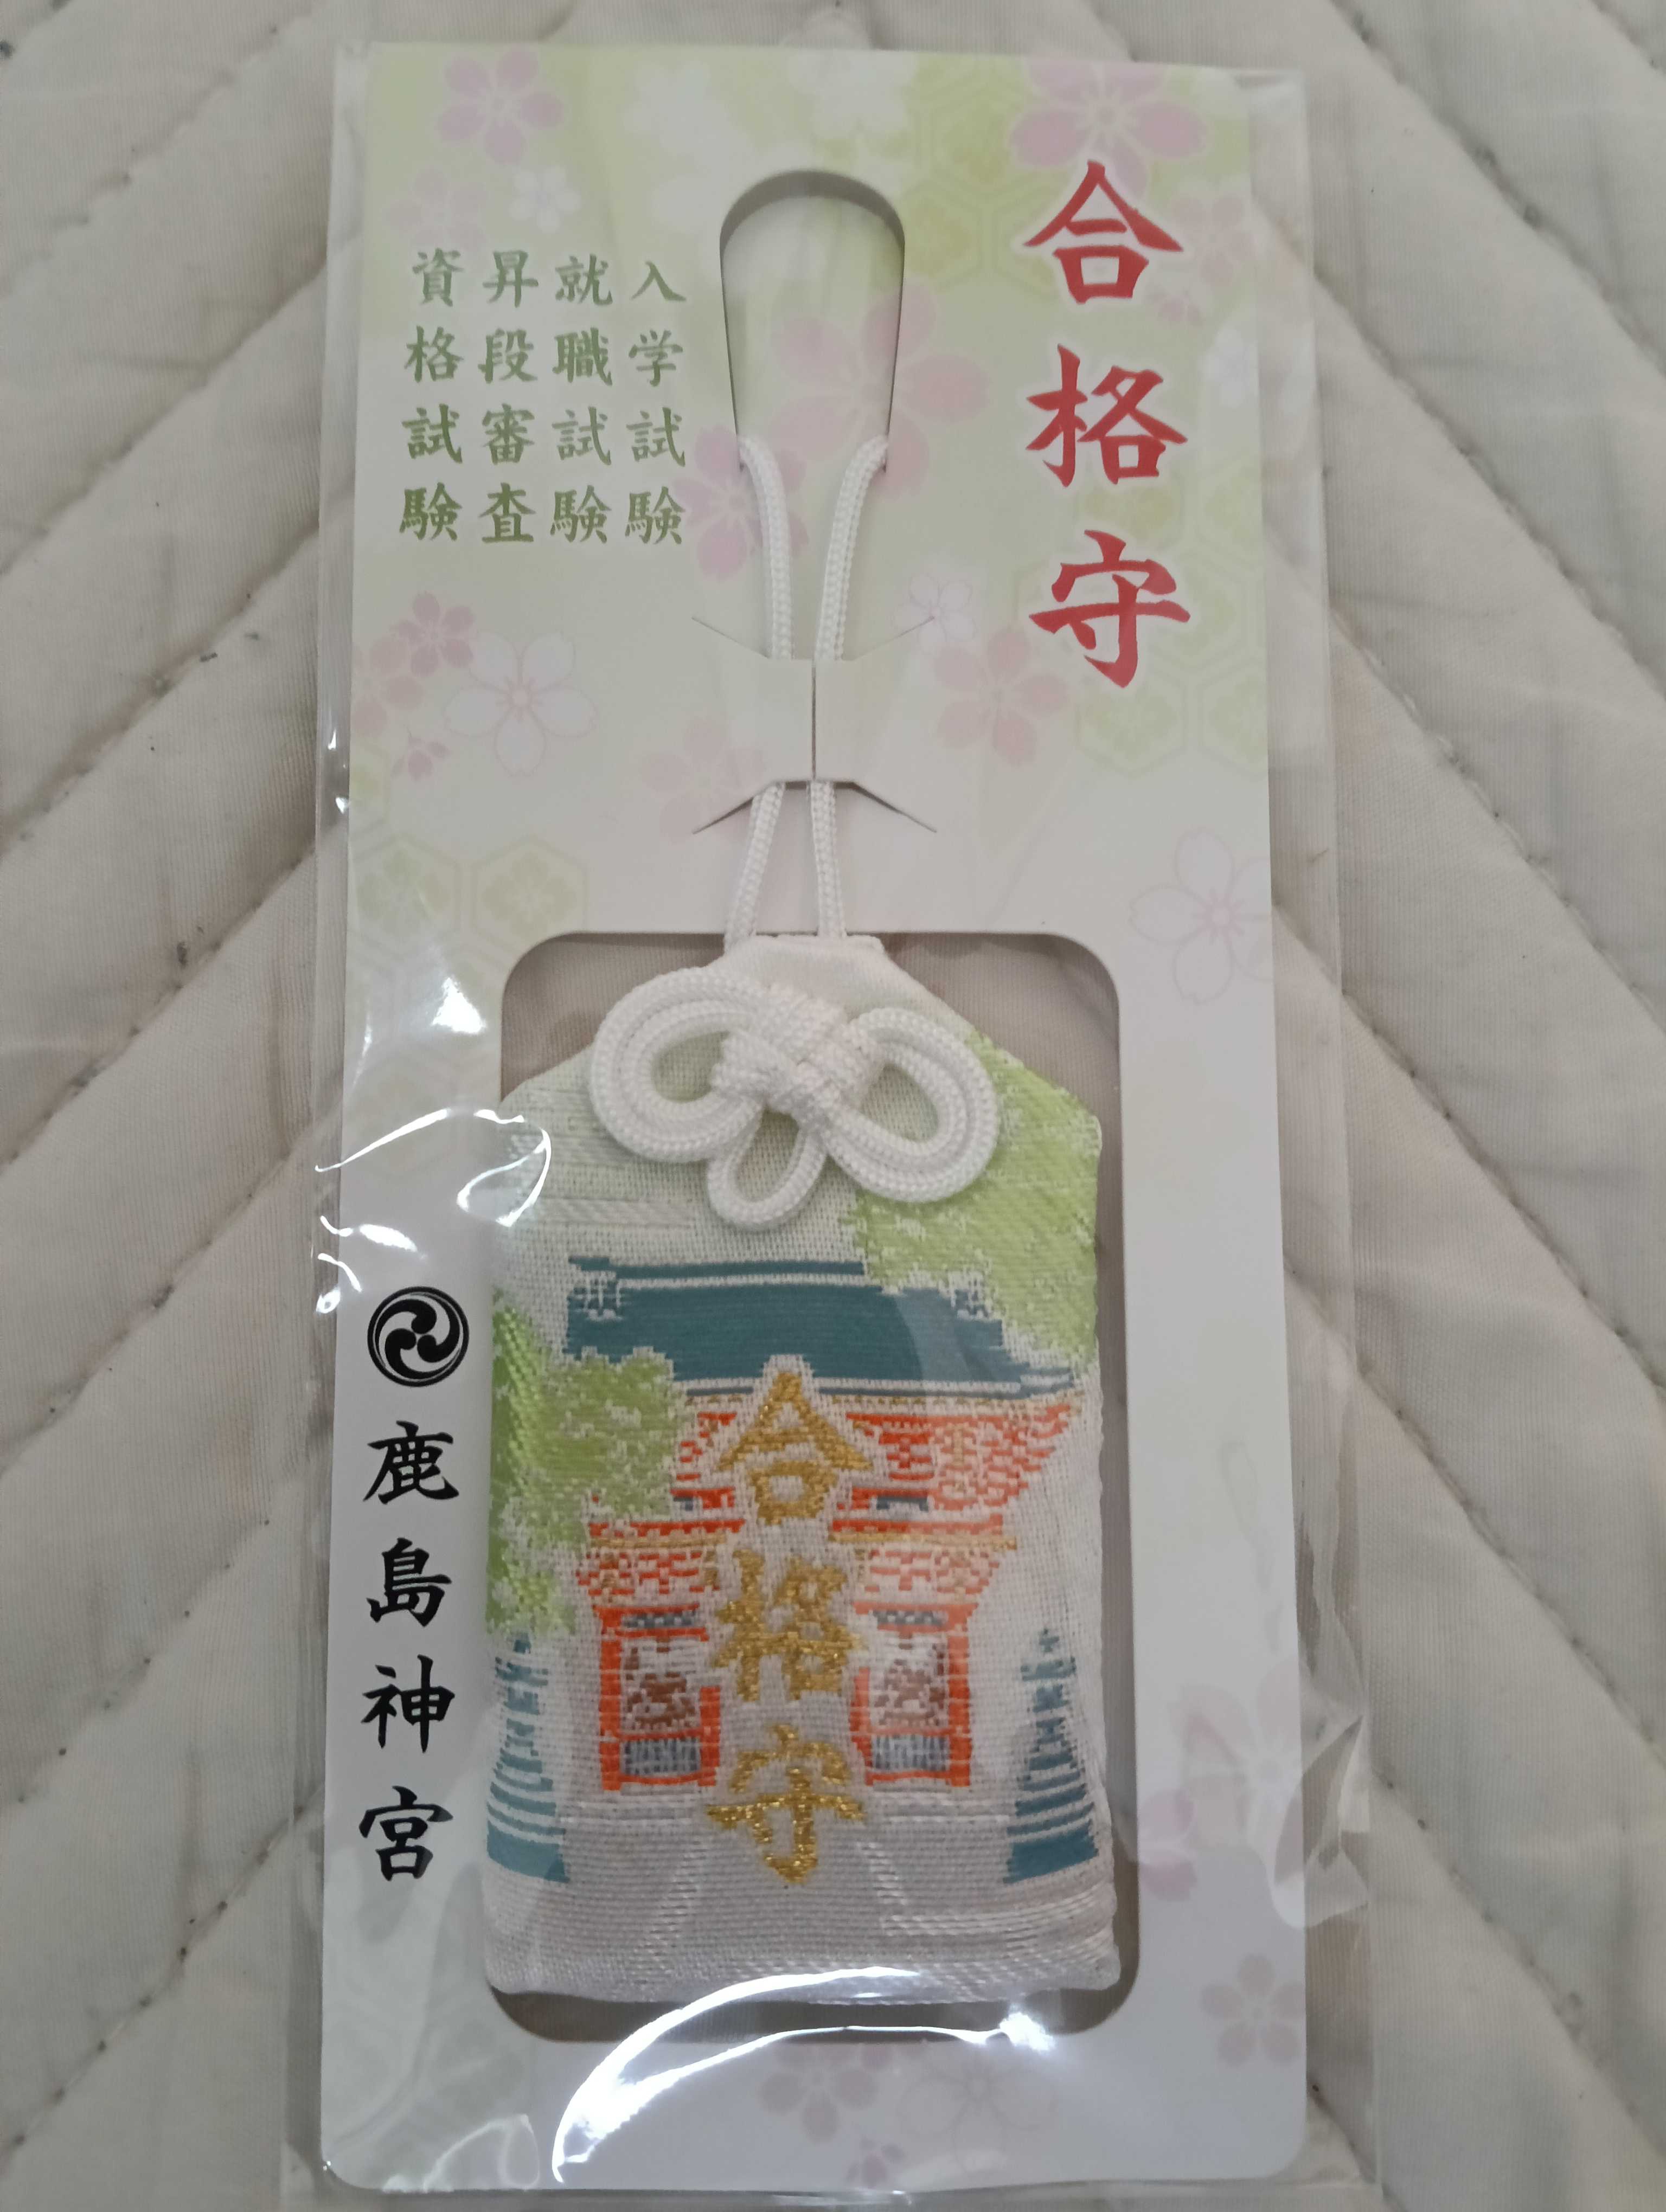 合格守
入学試験
就職試験
昇段審査
資格試験
合格守
鹿島神宮